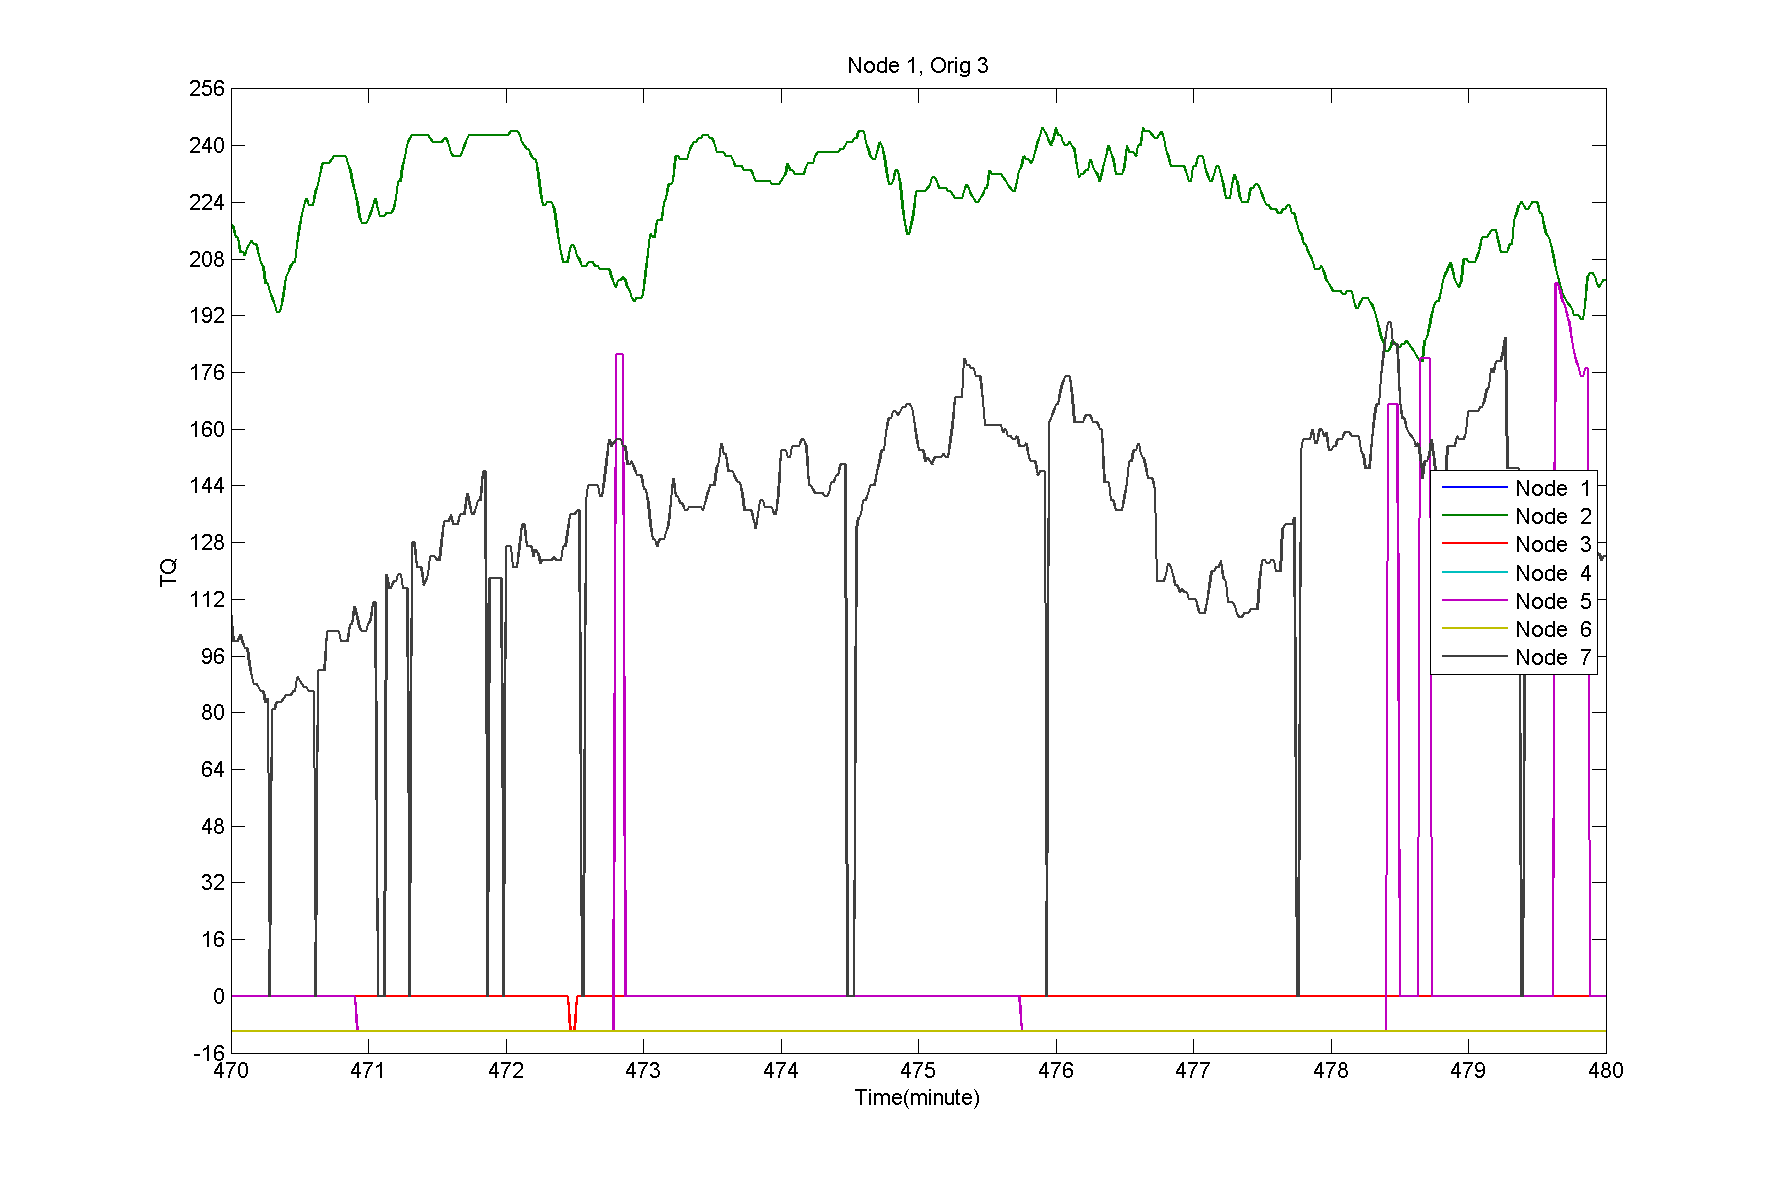 Node 1, Orig 3
256
240
224
208
192
176
160
144
128
112
96
80
64
48
32
16
0
-16
TQ
Node 1
Node 2
Node 3
Node 4
Node 5
Node 6
Node 7
470 471 472 473 474 475 476 477 478 479 480
Time(minute)